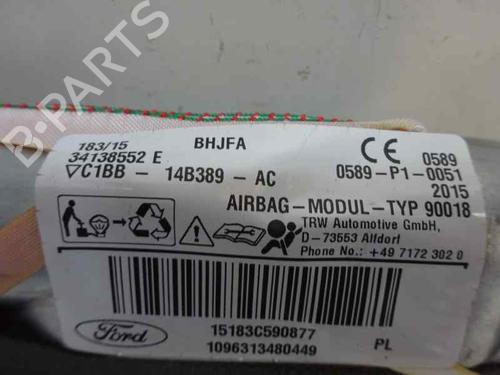 B-PARTS
183/15 BHJFA
34138552 E
C1BB - 14B389 - AC
0589
0589-P1-0051
2015
AIRBAG-MODUL-TYP 90018
TRW Automotive GmbH,
D-73553 Alfdorf
Phone No.: +49 7172 302 0
Ford
15183C590877
1096313480449
PL